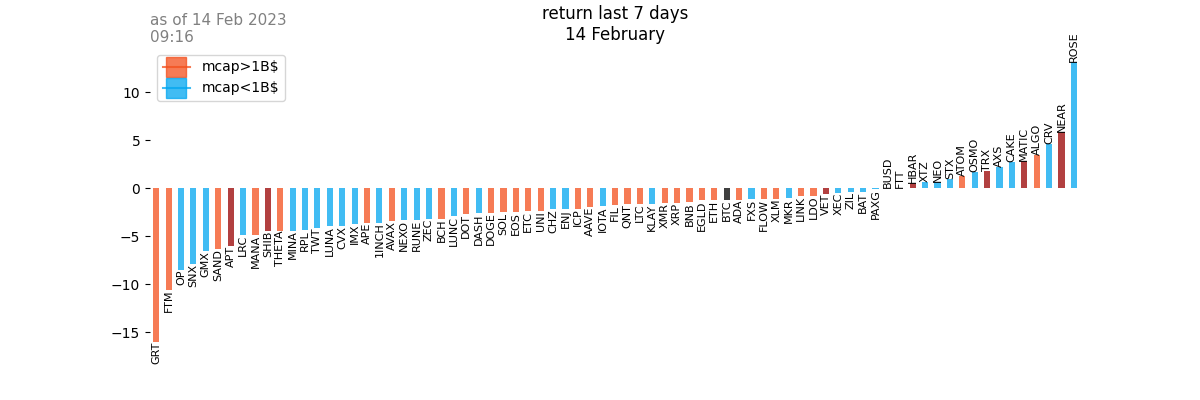 return last 7 days
14 February
as of 14 Feb 2023
09:16
mcap>1B$
mcap<1B$
10
5
0
−5
−10
−15
GRT
FTM
OP
SNX
GMX
SAND
APT
LRC
MANA
SHIB
THETA
MINA
RPL
TWT
LUNA
CVX
IMX
APE
1INCH
AVAX
NEXO
RUNE
ZEC
BCH
LUNC
DOT
DASH
DOGE
SOL
EOS
ETC
UNI
CHZ
ENJ
ICP
AAVE
IOTA
FIL
QNT
LTC
KLAY
XMR
XRP
BNB
EGLD
ETH
BTC
ADA
FXS
FLOW
XLM
MKR
LINK
LDO
VET
XEC
ZIL
BAT
PAXG
BUSD
FTT
HBAR
XTZ
NEO
STX
ATOM
OSMO
TRX
AXS
CAKE
MATIC
ALGO
CRV
NEAR
ROSE